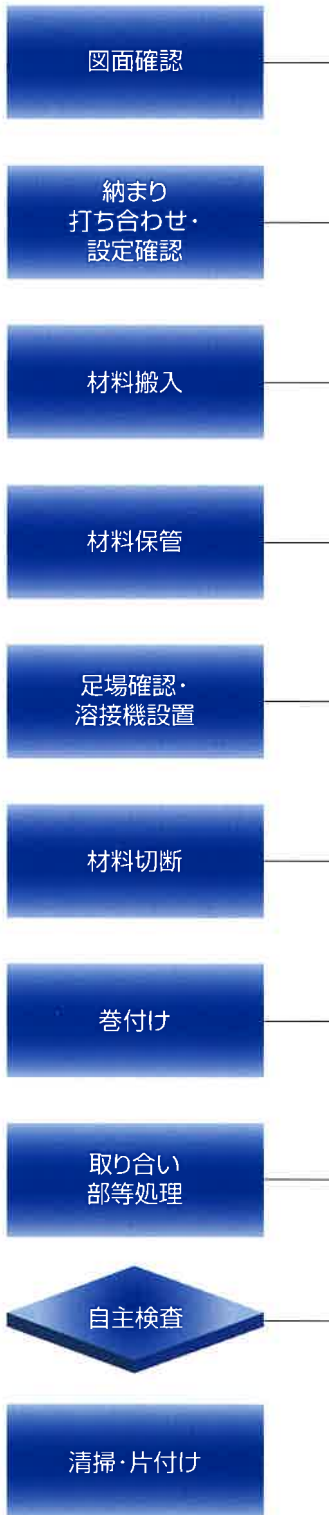 図面確認
納まり
打ち合わせ・
設定確認
材料搬入
材料保管
足場確認・
溶接機設置
材料切断
巻付け
取り合い
部等処理
自主検査
清掃・片付け